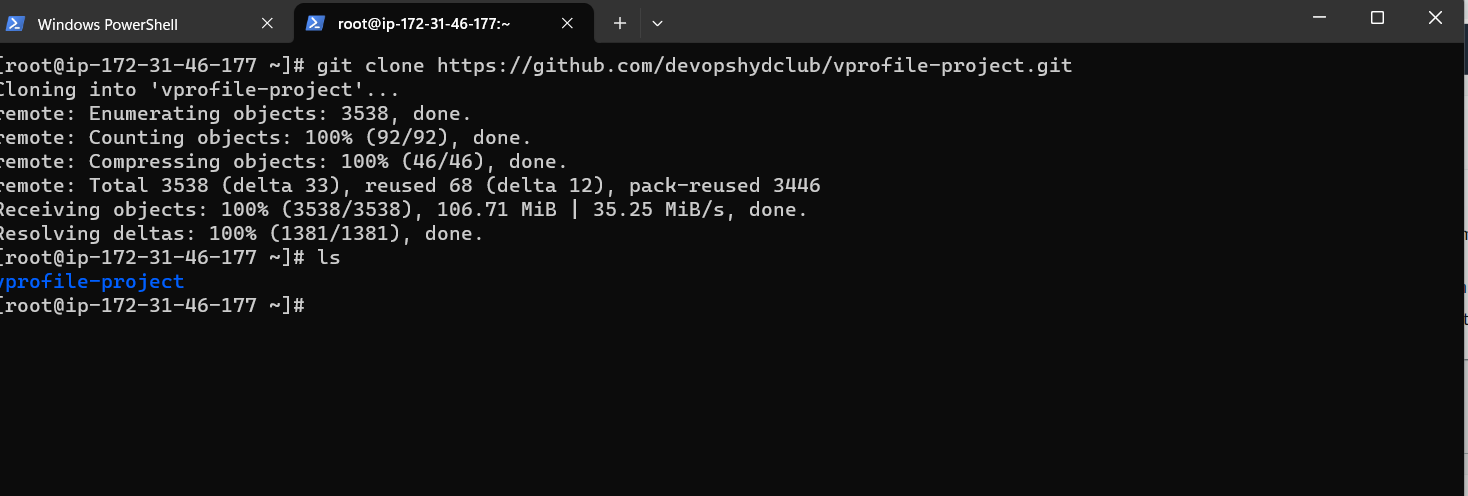 Windows PowerShell
root@ip-172-31-46-177:~
[root@ip-172-31-46-177 ~]# git clone https://github.com/devopshydclub/vprofile-project.git
Cloning into 'vprofile-project'...
remote: Enumerating objects: 3538, done.
remote: Counting objects: 100% (92/92), done.
remote: Compressing objects: 100% (46/46), done.
remote: Total 3538 (delta 33), reused 68 (delta 12), pack-reused 3446
Receiving objects: 100% (3538/3538), 106.71 MiB | 35.25 MiB/s, done.
Resolving deltas: 100% (1381/1381), done.
[root@ip-172-31-46-177 ~]# ls
vprofile-project
[root@ip-172-31-46-177 ~]#